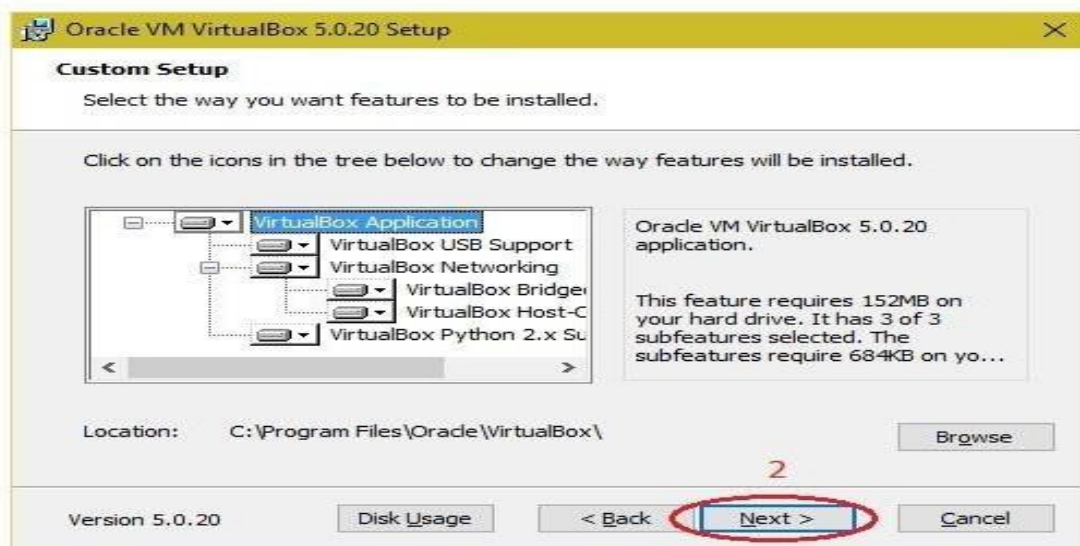 Oracle VM VirtualBox 5.0.20 Setup
Custom Setup
Select the way you want features to be installed.
Click on the icons in the tree below to change the way features will be installed.
VirtualBox Application
VirtualBox USB Support
VirtualBox Networking
VirtualBox Bridge
VirtualBox Host-C
VirtualBox Python 2.x Su
Oracle VM VirtualBox 5.0.20
application.
This feature requires 152MB on
your hard drive. It has 3 of 3
subfeatures selected. The
subfeatures require 684KB on yo...
Location: C:\Program Files\Oracle\VirtualBox\
Browse
2
Version 5.0.20 Disk Usage < Back Next > Cancel